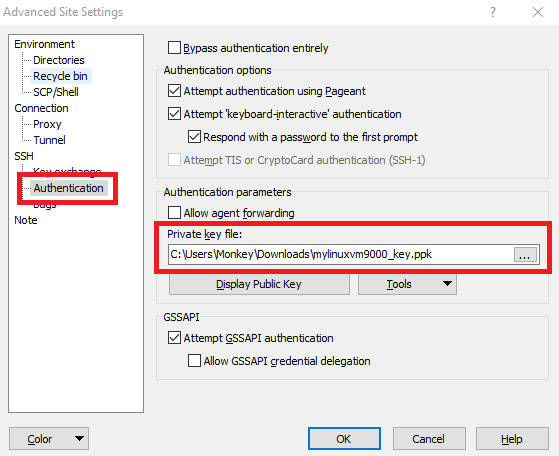 Advanced Site Settings
Environment
Directories
Recycle bin
SCP/Shell
Connection
Proxy
Tunnel
SSH
Key exchange
Authentication
Bugs
Note
Bypass authentication entirely
Authentication options
Attempt authentication using Pageant
Attempt 'keyboard-interactive' authentication
Respond with a password to the first prompt
Attempt TIS or CryptoCard authentication (SSH-1)
Authentication parameters
Allow agent forwarding
Private key file:
C:\Users\Monkey\Downloads\mylinuxvm9000_key.ppk
...
Display Public Key
Tools
GSSAPI
Attempt GSSAPI authentication
Allow GSSAPI credential delegation
Color
OK
Cancel
Help